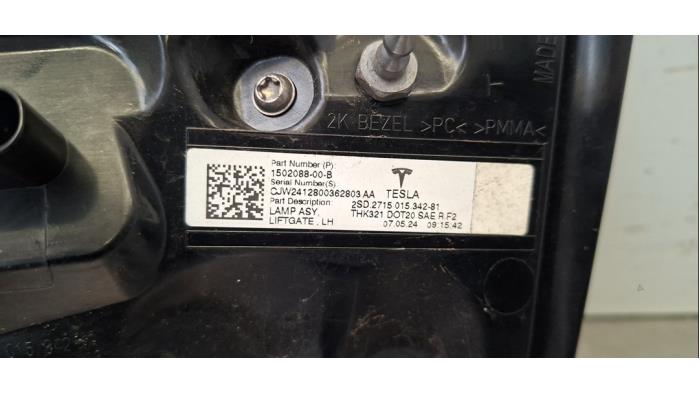 MADE
2K-BEZEL >PC< >PMMA<
Part Number (P):
1502088-00-B
Serial Number(S):
CJW2412800362803 AA
Part Description:
LAMP ASY,
LIFTGATE , LH
TESLA
2SD.2715 015.342-81
THK321 DOT20 SAE R F2
07.05.24 09:15:42